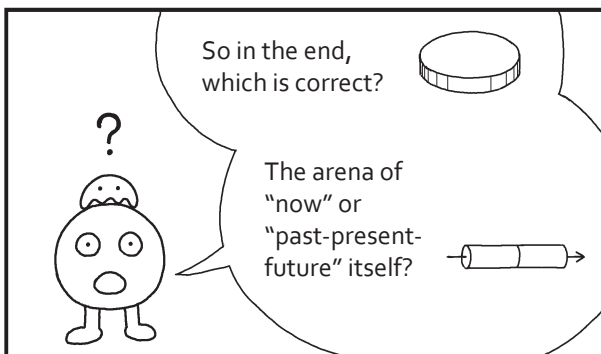 So in the end,
which is correct?
?
The arena of
“now” or
“past-present-
future” itself?